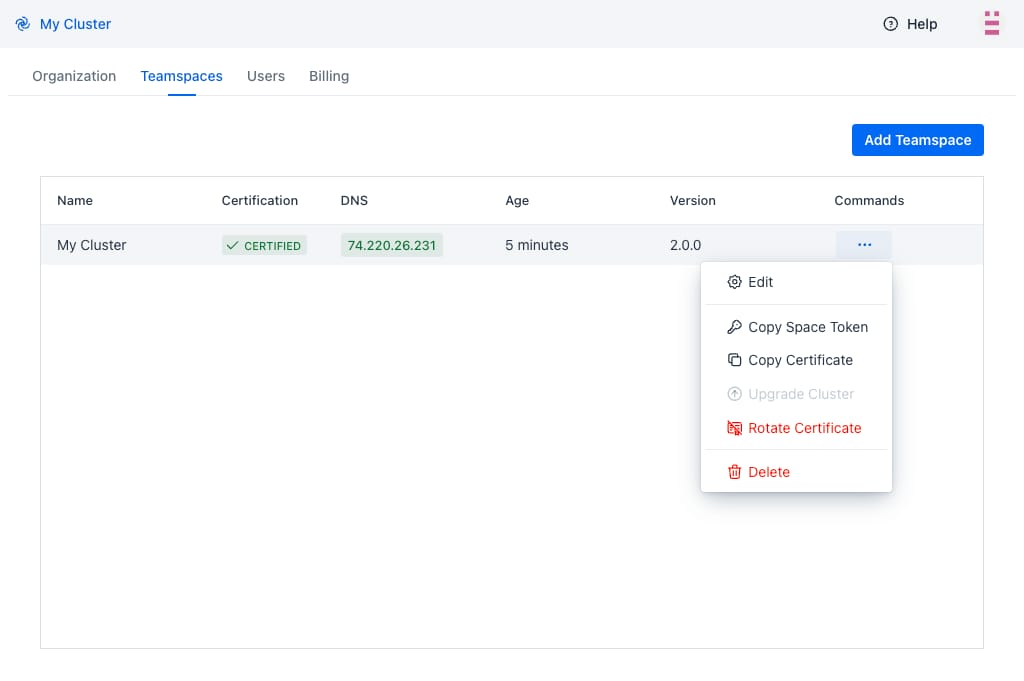 My Cluster
Help
Organization Teamspaces Users Billing
Add Teamspace
Name Certification DNS Age Version Commands
My Cluster CERTIFIED 74.220.26.231 5 minutes 2.0.0 ...
Edit
Copy Space Token
Copy Certificate
Upgrade Cluster
Rotate Certificate
Delete